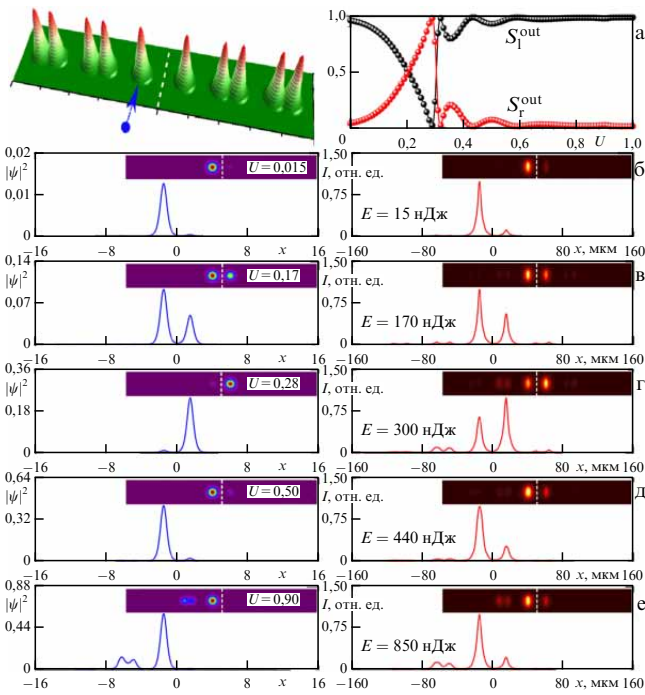 1,0
0,5
0
0,2
0,4
0,6
U
1,0
S_l^out
S_r^out
а
0,02
|ψ|²
0,01
0
−16
−8
0
8
x
16
U = 0,015
1,50
I, отн. ед.
0,75
0
−160
−80
0
80
x, мкм
160
E = 15 нДж
б
0,14
|ψ|²
0,07
0
−16
−8
0
8
x
16
U = 0,17
1,50
I, отн. ед.
0,75
0
−160
−80
0
80
x, мкм
160
E = 170 нДж
в
0,36
|ψ|²
0,18
0
−16
−8
0
8
x
16
U = 0,28
1,50
I, отн. ед.
0,75
0
−160
−80
0
80
x, мкм
160
E = 300 нДж
г
0,64
|ψ|²
0,32
0
−16
−8
0
8
x
16
U = 0,50
1,50
I, отн. ед.
0,75
0
−160
−80
0
80
x, мкм
160
E = 440 нДж
д
0,88
|ψ|²
0,44
0
−16
−8
0
8
x
16
U = 0,90
1,50
I, отн. ед.
0,75
0
−160
−80
0
80
x, мкм
160
E = 850 нДж
е